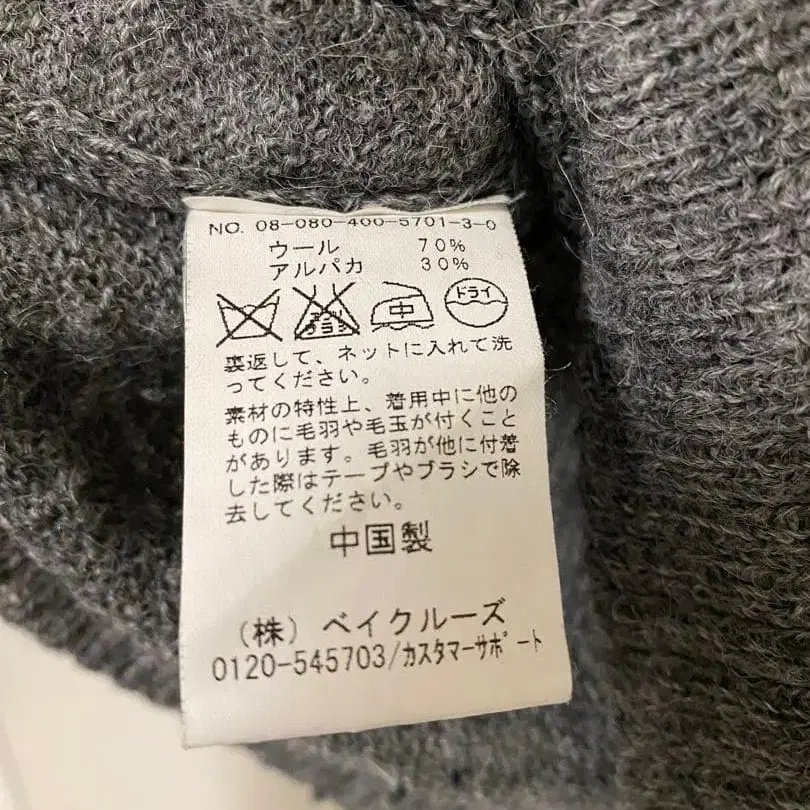 NO. 08-080-400-5701-3-0
ウール 70%
アルパカ 30%
エンソ サラシ 中 ドライ
裏返して、ネットに入れて洗
ってください。
素材の特性上、着用中に他の
ものに毛羽や毛玉が付くこと
があります。毛羽が他に付着
した際はテープやブラシで除
去してください。
中国製
(株) ベイクルーズ
0120-545703/カスタマーサポート